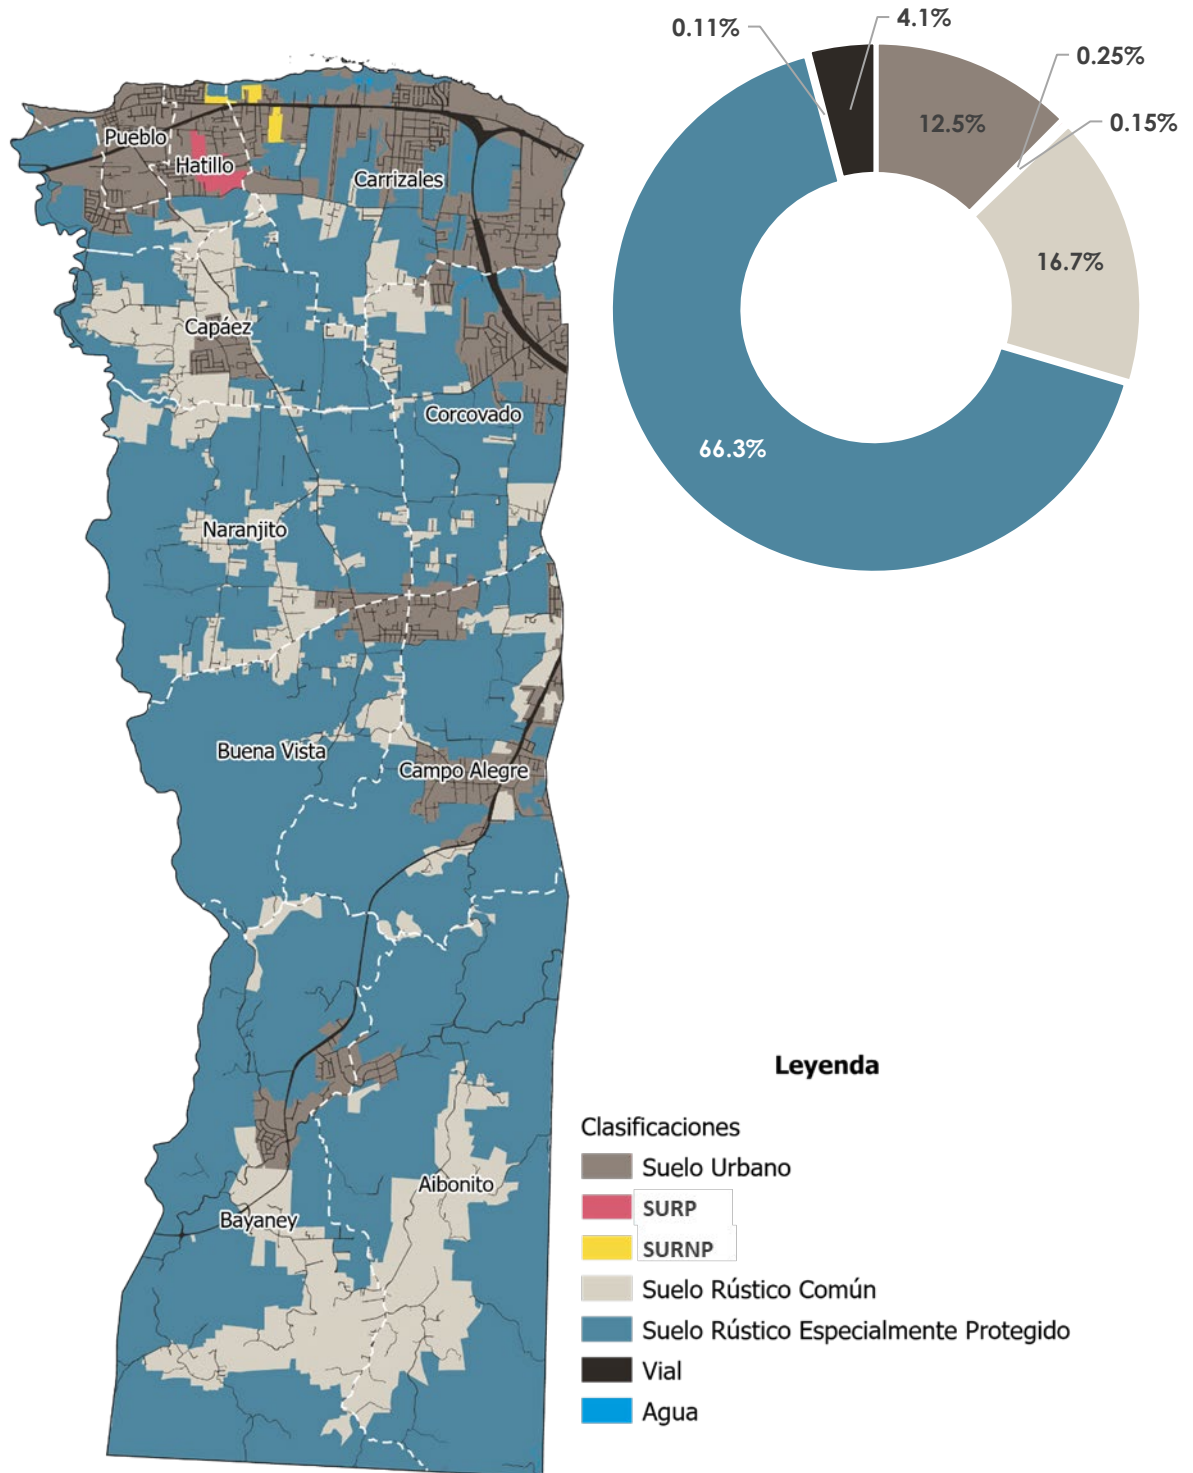 4.1%
0.11%
0.25%
0.15%
12.5%
16.7%
66.3%
Pueblo
Hatillo
Carrizales
Capáez
Corcovado
Naranjito
Buena Vista
Campo Alegre
Aibonito
Bayaney
Leyenda
Clasificaciones
Suelo Urbano
SURP
SURNP
Suelo Rústico Común
Suelo Rústico Especialmente Protegido
Vial
Agua